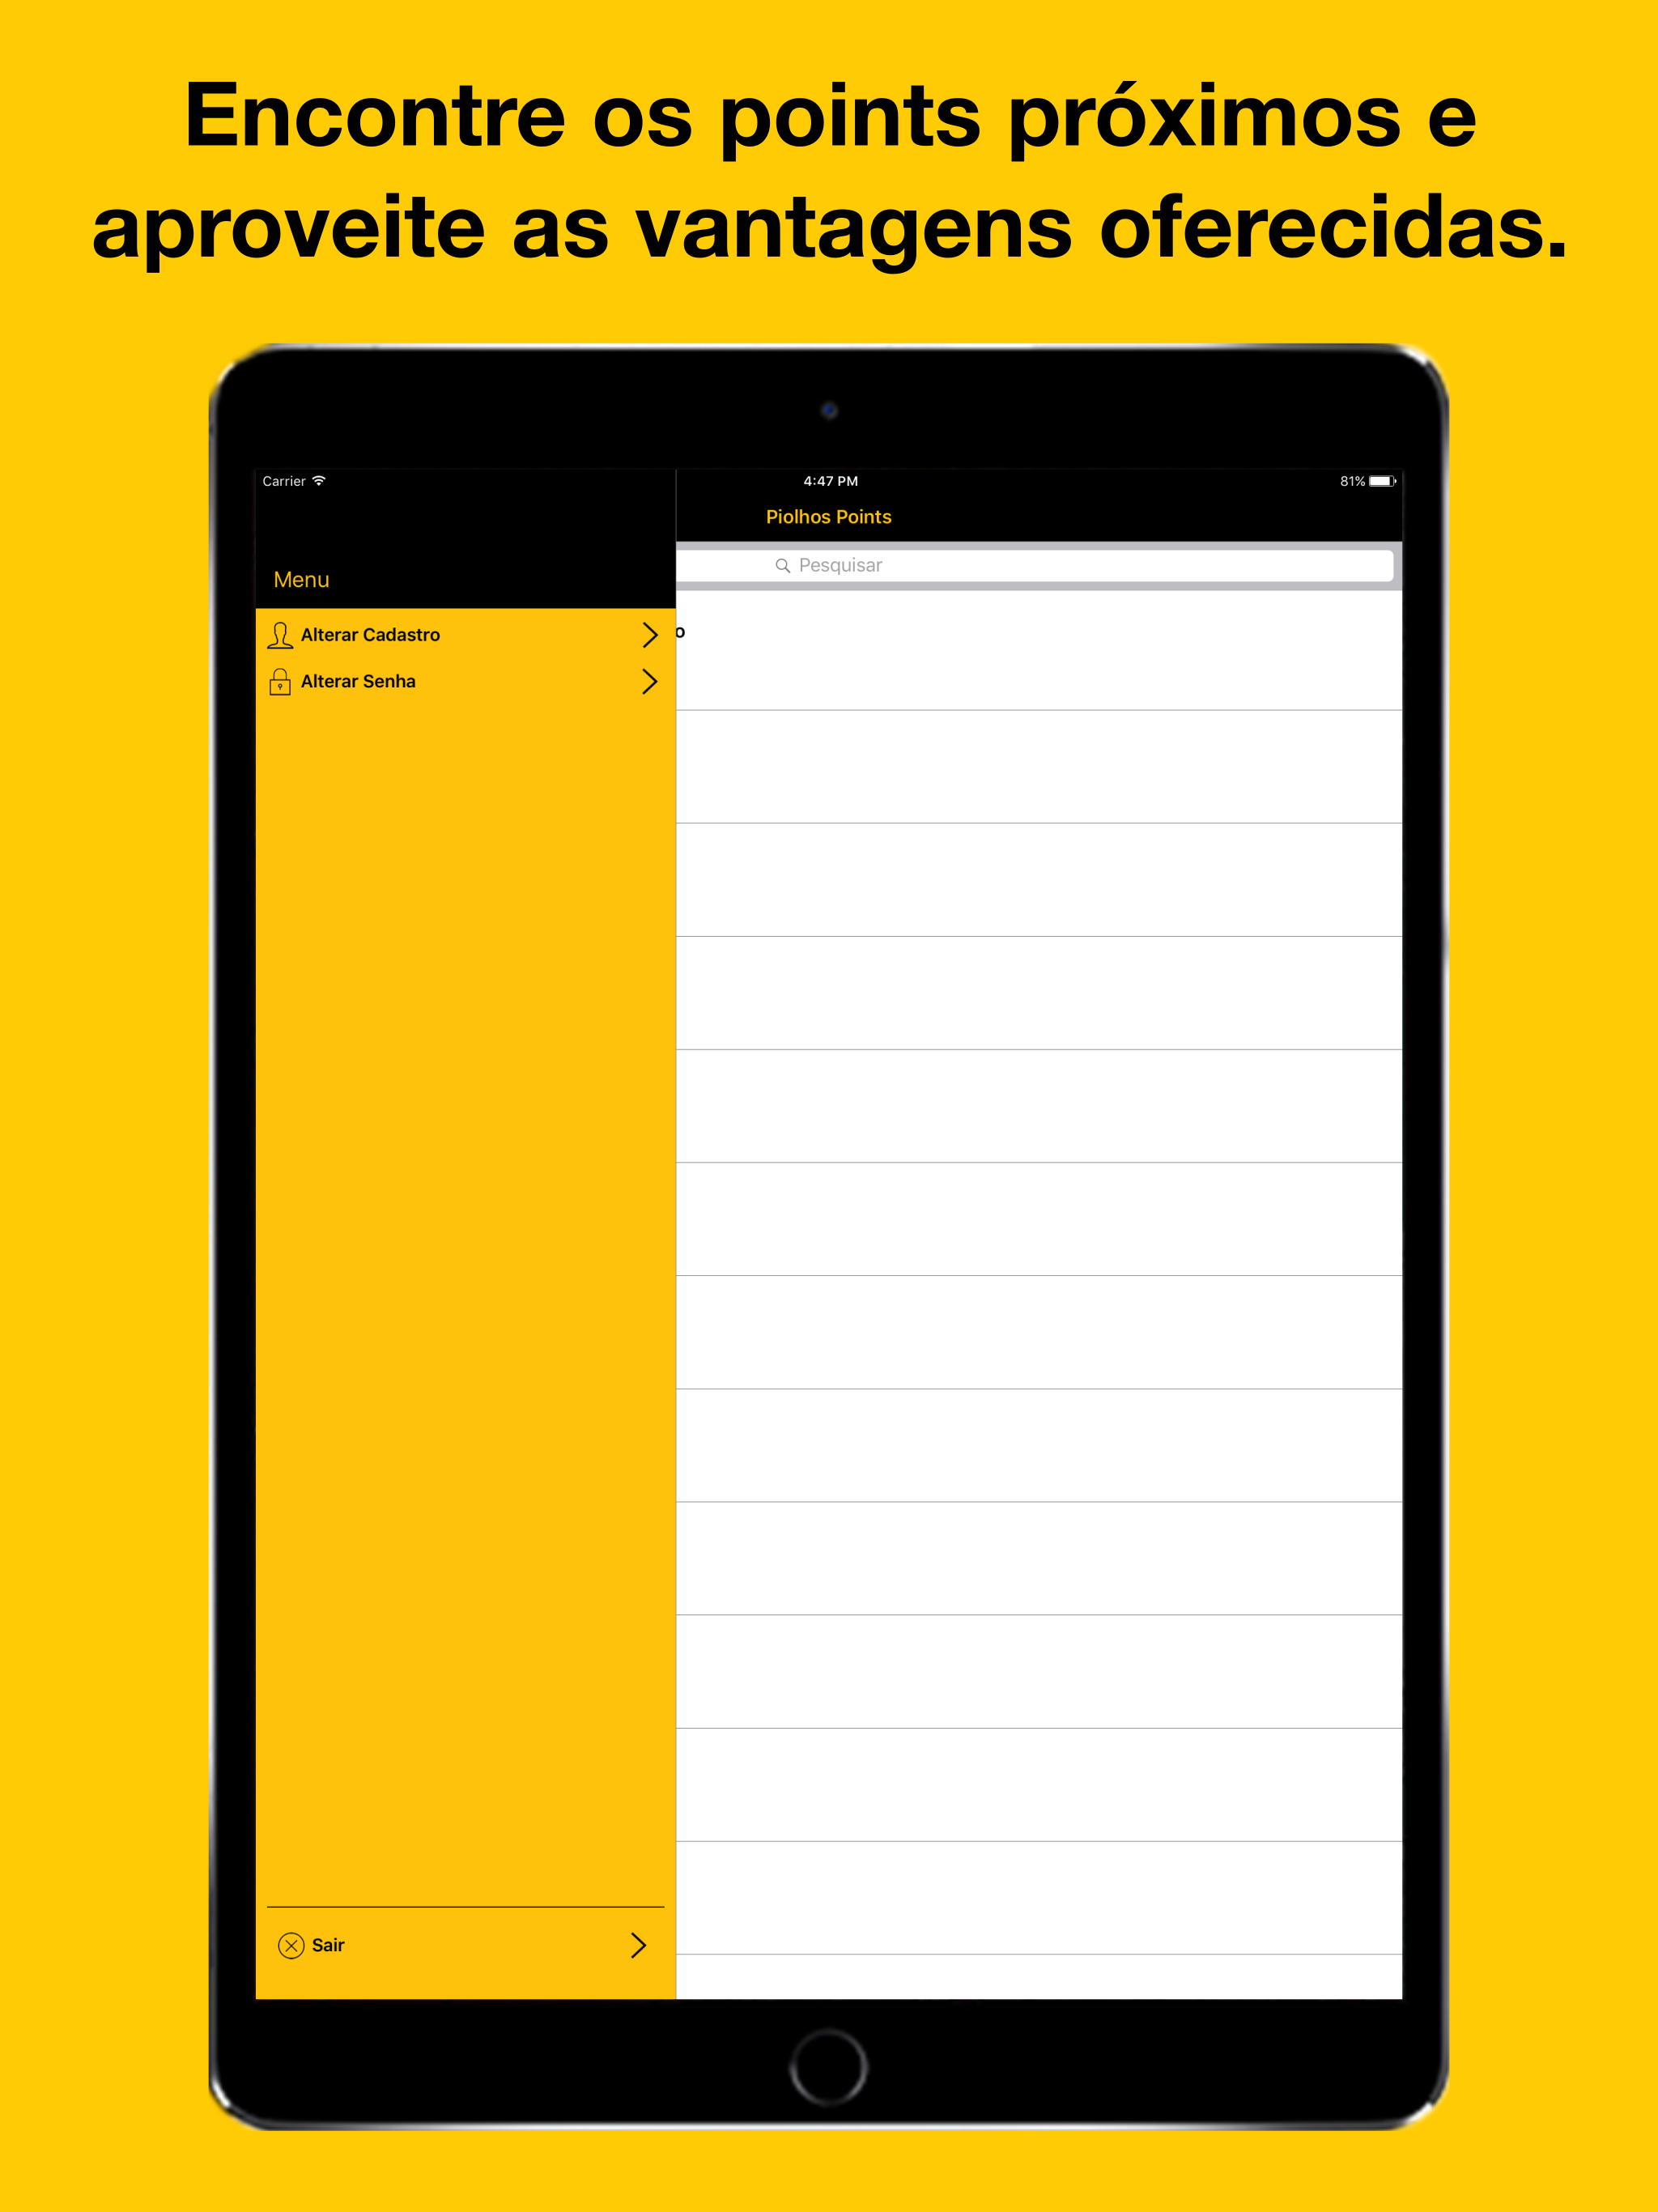 Encontre os points próximos e
aproveite as vantagens oferecidas.
Carrier
4:47 PM
81%
Piolhos Points
Pesquisar
Menu
Alterar Cadastro
o
Alterar Senha
Sair